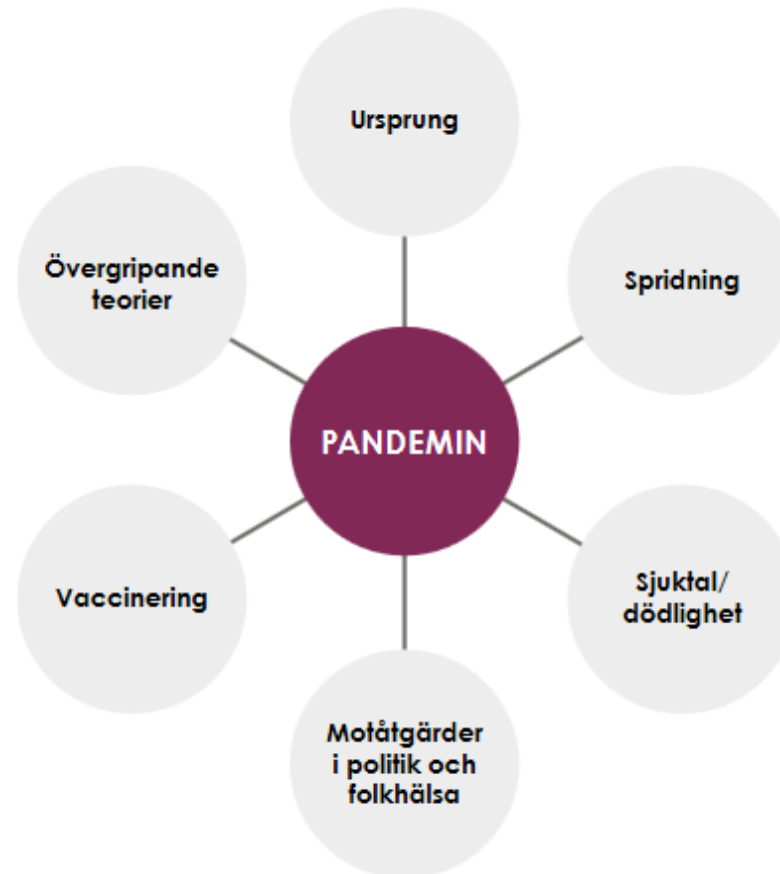 Ursprung
Övergripande
teorier
Spridning
PANDEMIN
Vaccinering
Sjuktal/
dödlighet
Motåtgärder
i politik och
folkhälsa